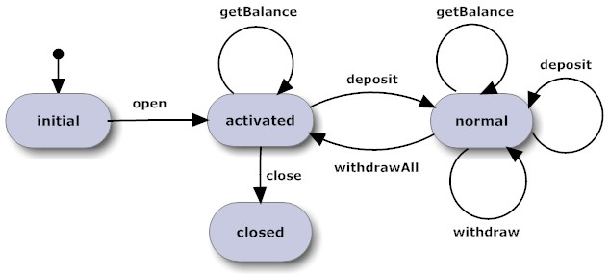 getBalance
getBalance
deposit
deposit
open
initial
activated
normal
withdrawAll
close
withdraw
closed